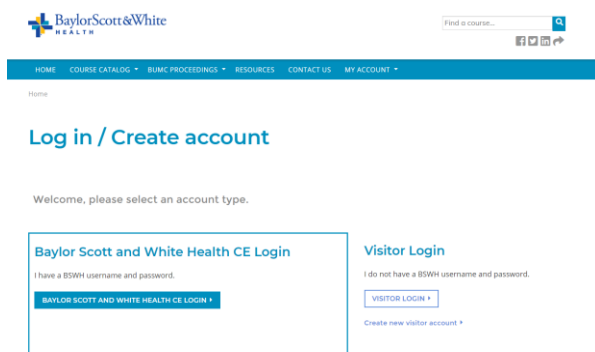 BaylorScott&White
HEALTH
Find a course...
HOME COURSE CATALOG BUMC PROCEEDINGS RESOURCES CONTACT US MY ACCOUNT
Home
Log in / Create account
Welcome, please select an account type.
Baylor Scott and White Health CE Login
I have a BSWH username and password.
BAYLOR SCOTT AND WHITE HEALTH CE LOGIN
Visitor Login
I do not have a BSWH username and password.
VISITOR LOGIN
Create new visitor account